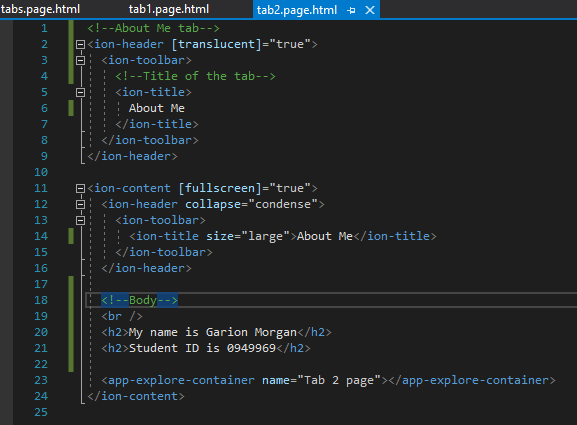 tabs.page.html tab1.page.html tab2.page.html
1 <!--About Me tab-->
2 <ion-header [translucent]="true">
3 <ion-toolbar>
4 <!--Title of the tab-->
5 <ion-title>
6 About Me
7 </ion-title>
8 </ion-toolbar>
9 </ion-header>
10
11 <ion-content [fullscreen]="true">
12 <ion-header collapse="condense">
13 <ion-toolbar>
14 <ion-title size="large">About Me</ion-title>
15 </ion-toolbar>
16 </ion-header>
17
18 <!--Body-->
19 <br />
20 <h2>My name is Garion Morgan</h2>
21 <h2>Student ID is 0949969</h2>
22
23 <app-explore-container name="Tab 2 page"></app-explore-container>
24 </ion-content>
25